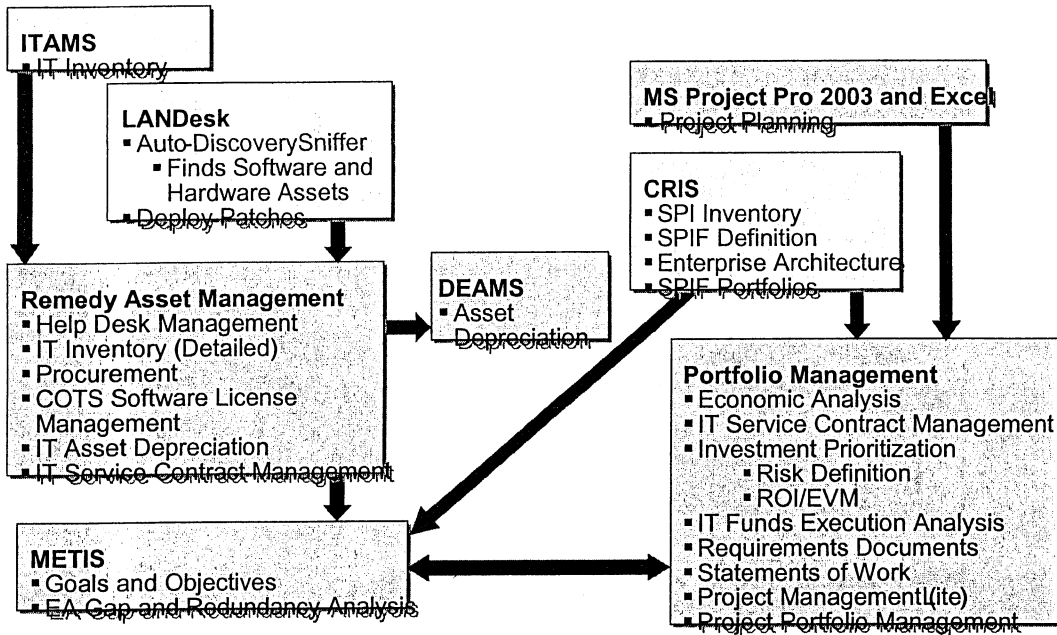 ITAMS
▪ IT Inventory
LANDesk
▪ Auto-DiscoverySniffer
▪ Finds Software and
Hardware Assets
▪ Deploy Patches
MS Project Pro 2003 and Excel
▪ Project Planning
CRIS
▪ SPI Inventory
▪ SPIF Definition
▪ Enterprise Architecture
▪ SPIF Portfolios
Remedy Asset Management
▪ Help Desk Management
▪ IT Inventory (Detailed)
▪ Procurement
▪ COTS Software License
Management
▪ IT Asset Depreciation
▪ IT Service Contract Management
DEAMS
▪ Asset
Depreciation
Portfolio Management
▪ Economic Analysis
▪ IT Service Contract Management
▪ Investment Prioritization
▪ Risk Definition
▪ ROI/EVM
▪ IT Funds Execution Analysis
▪ Requirements Documents
▪ Statements of Work
▪ Project Managementl(ite)
▪ Project Portfolio Management
METIS
▪ Goals and Objectives
▪ EA Gap and Redundancy Analysis